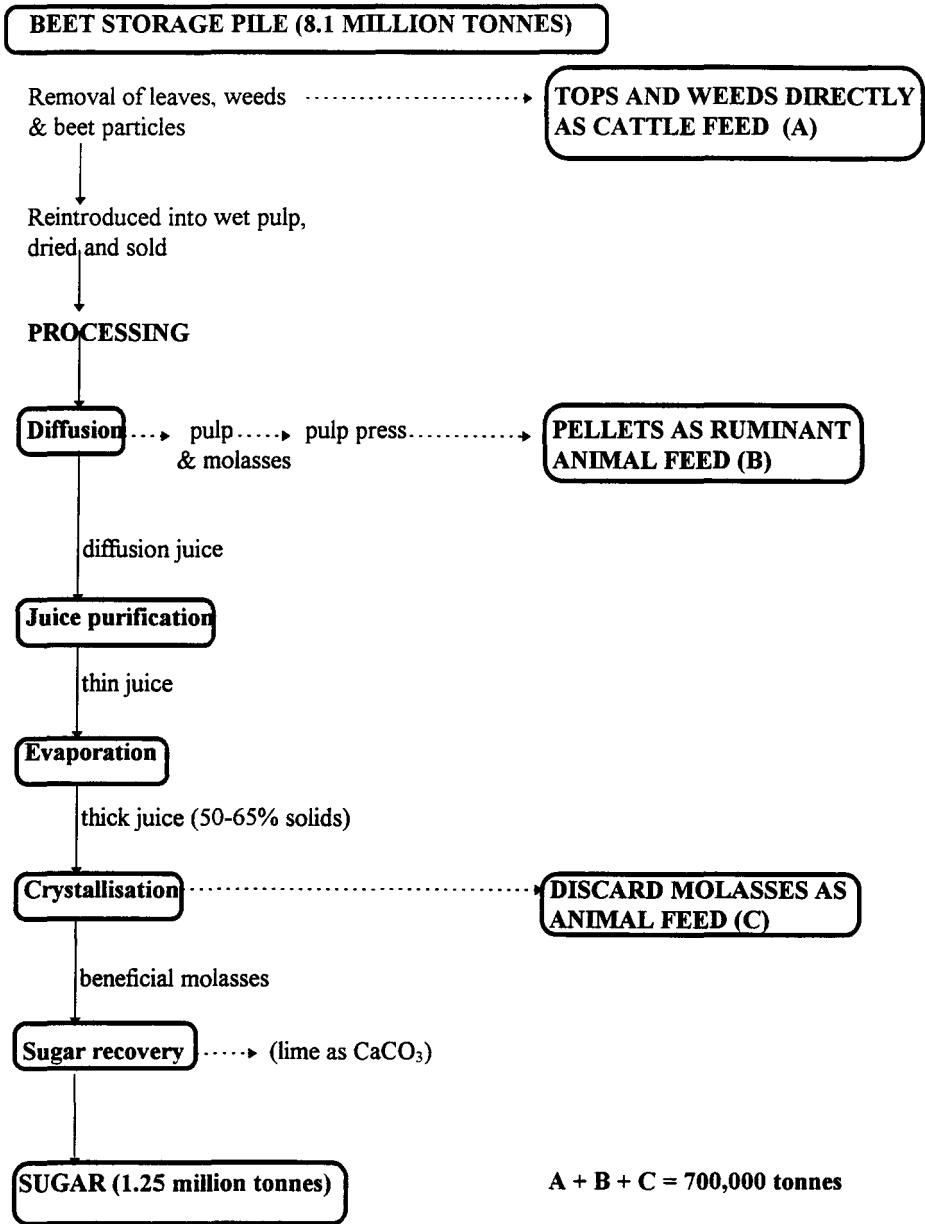 BEET STORAGE PILE (8.1 MILLION TONNES)
Removal of leaves, weeds
& beet particles
TOPS AND WEEDS DIRECTLY
AS CATTLE FEED (A)
Reintroduced into wet pulp,
dried and sold
PROCESSING
Diffusion
pulp
& molasses
pulp press
PELLETS AS RUMINANT
ANIMAL FEED (B)
diffusion juice
Juice purification
thin juice
Evaporation
thick juice (50-65% solids)
Crystallisation
DISCARD MOLASSES AS
ANIMAL FEED (C)
beneficial molasses
Sugar recovery
(lime as CaCO₃)
SUGAR (1.25 million tonnes)
A + B + C = 700,000 tonnes